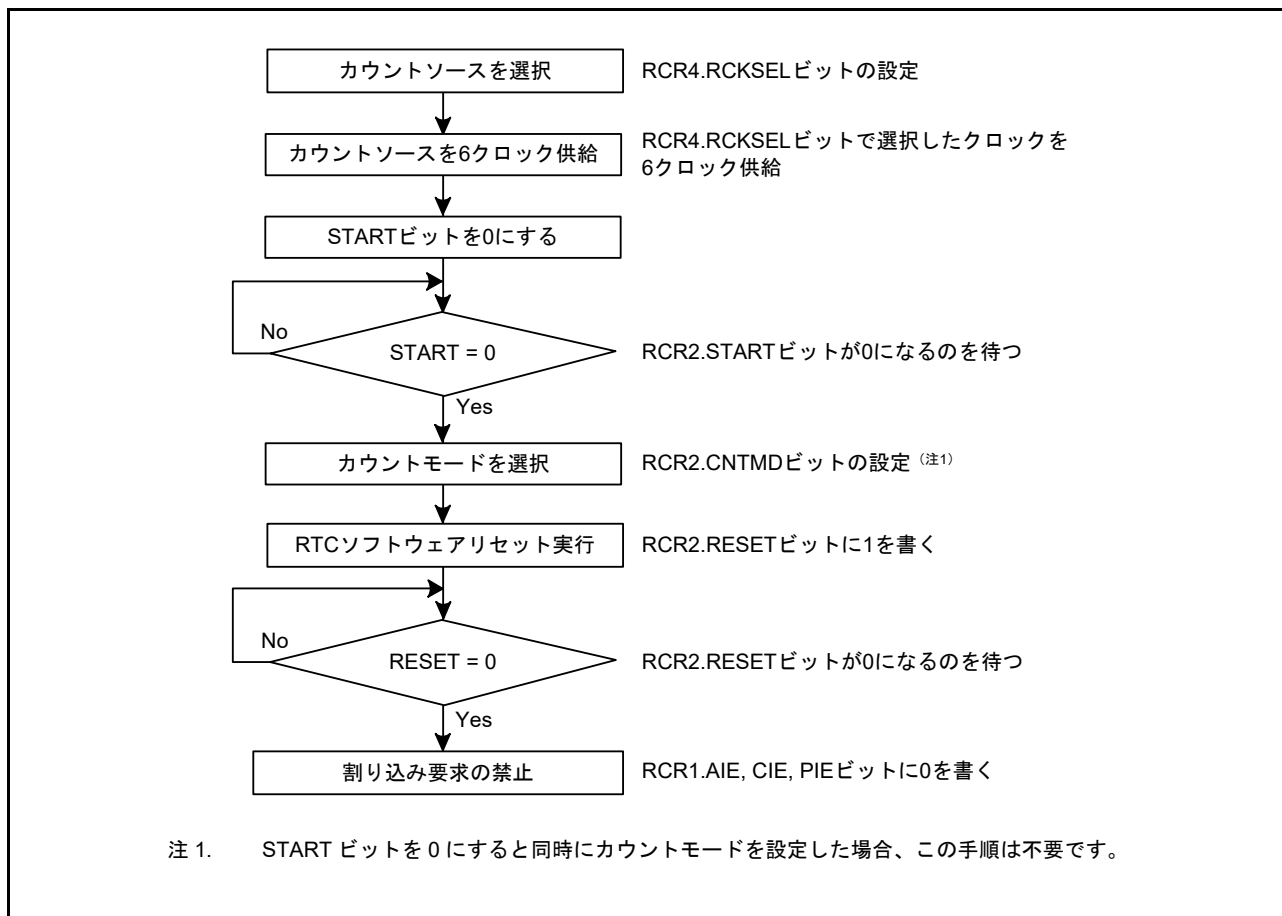 カウントソースを選択 RCR4.RCKSELビットの設定
カウントソースを6クロック供給 RCR4.RCKSELビットで選択したクロックを
6クロック供給
STARTビットを0にする
No
START = 0 RCR2.STARTビットが0になるのを待つ
Yes
カウントモードを選択 RCR2.CNTMDビットの設定（注1）
RTCソフトウェアリセット実行 RCR2.RESETビットに1を書く
No
RESET = 0 RCR2.RESETビットが0になるのを待つ
Yes
割り込み要求の禁止 RCR1.AIE, CIE, PIEビットに0を書く
注 1. START ビットを 0 にすると同時にカウントモードを設定した場合、この手順は不要です。